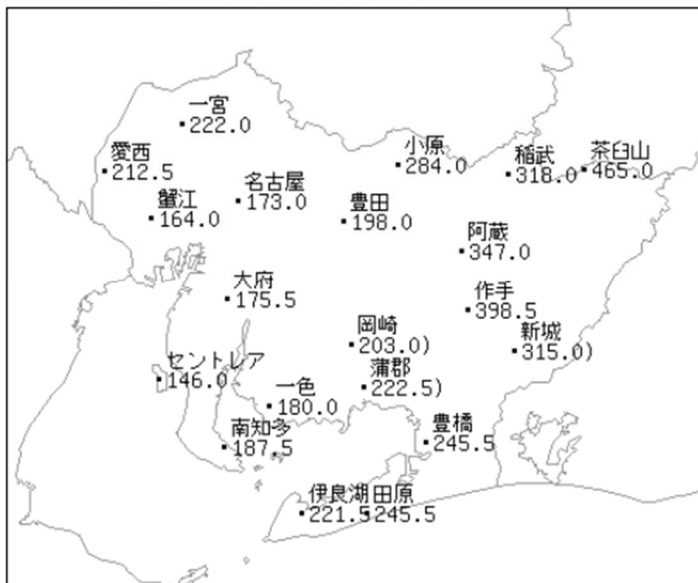 一宮
222.0
愛西
212.5
小原
284.0
稲武
318.0
茶臼山
465.0
蟹江
164.0
名古屋
173.0
豊田
198.0
阿蔵
347.0
大府
175.5
作手
398.5
岡崎
203.0)
新城
315.0)
セントレア
146.0
蒲郡
222.5)
一色
180.0
南知多
187.5
豊橋
245.5
伊良湖
221.5
田原
245.5